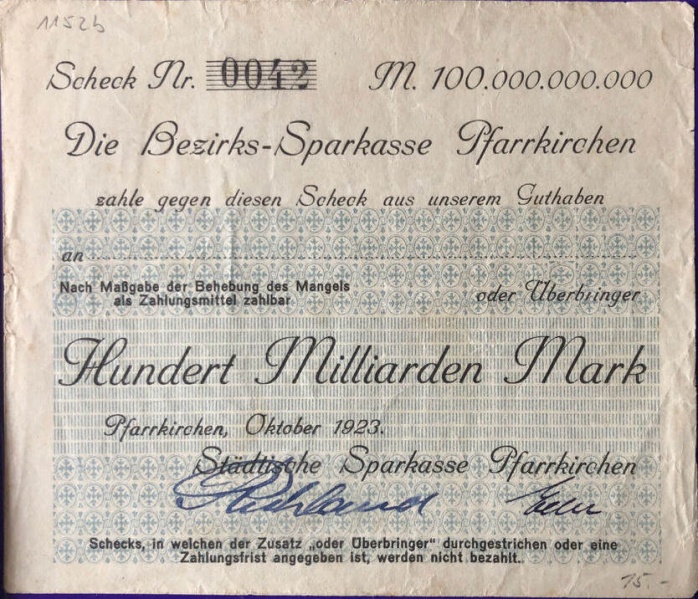 1152b
Scheck Nr. 0042 M. 100.000.000.000
Die Bezirks-Sparkasse Pfarrkirchen
zahle gegen diesen Scheck aus unserem Guthaben
an
Nach Maßgabe der Behebung des Mangels
als Zahlungsmittel zahlbar
oder Überbringer
Hundert Milliarden Mark
Pfarrkirchen, Oktober 1923.
Städtische Sparkasse Pfarrkirchen
Schecks, in welchen der Zusatz „oder Überbringer" durchgestrichen oder eine
Zahlungsfrist angegeben ist, werden nicht bezahlt.
15.-